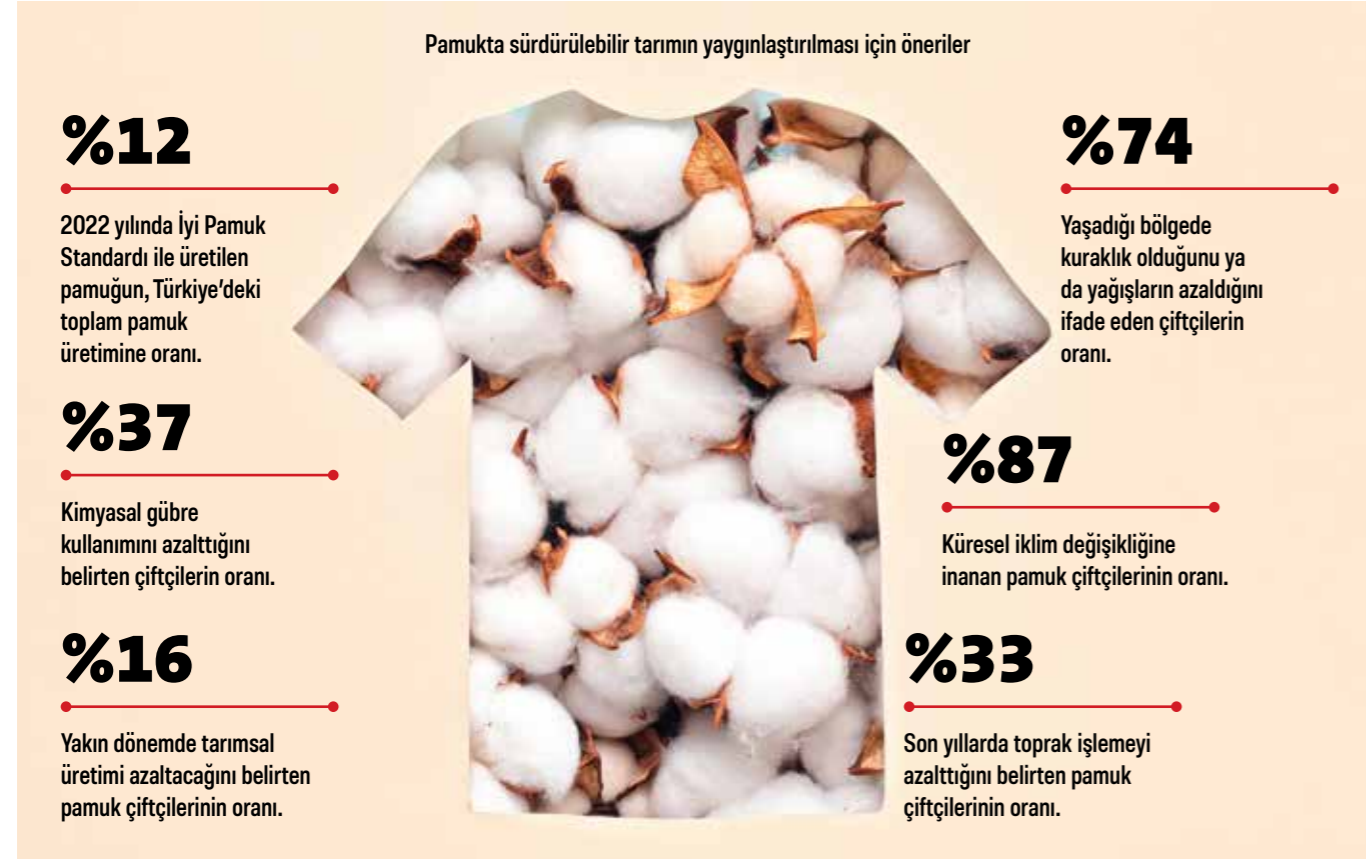 Pamukta sürdürülebilir tarımın yaygınlaştırılması için öneriler
%12
2022 yılında İyi Pamuk
Standardı ile üretilen
pamuğun, Türkiye'deki
toplam pamuk
üretimine oranı.
%37
Kimyasal gübre
kullanımını azalttığını
belirten çiftçilerin oranı.
%16
Yakın dönemde tarımsal
üretimi azaltacağını belirten
pamuk çiftçilerinin oranı.
%74
Yaşadığı bölgede
kuraklık olduğunu ya
da yağışların azaldığını
ifade eden çiftçilerin
oranı.
%87
Küresel iklim değişikliğine
inanan pamuk çiftçilerinin oranı.
%33
Son yıllarda toprak işlemeyi
azalttığını belirten pamuk
çiftçilerinin oranı.